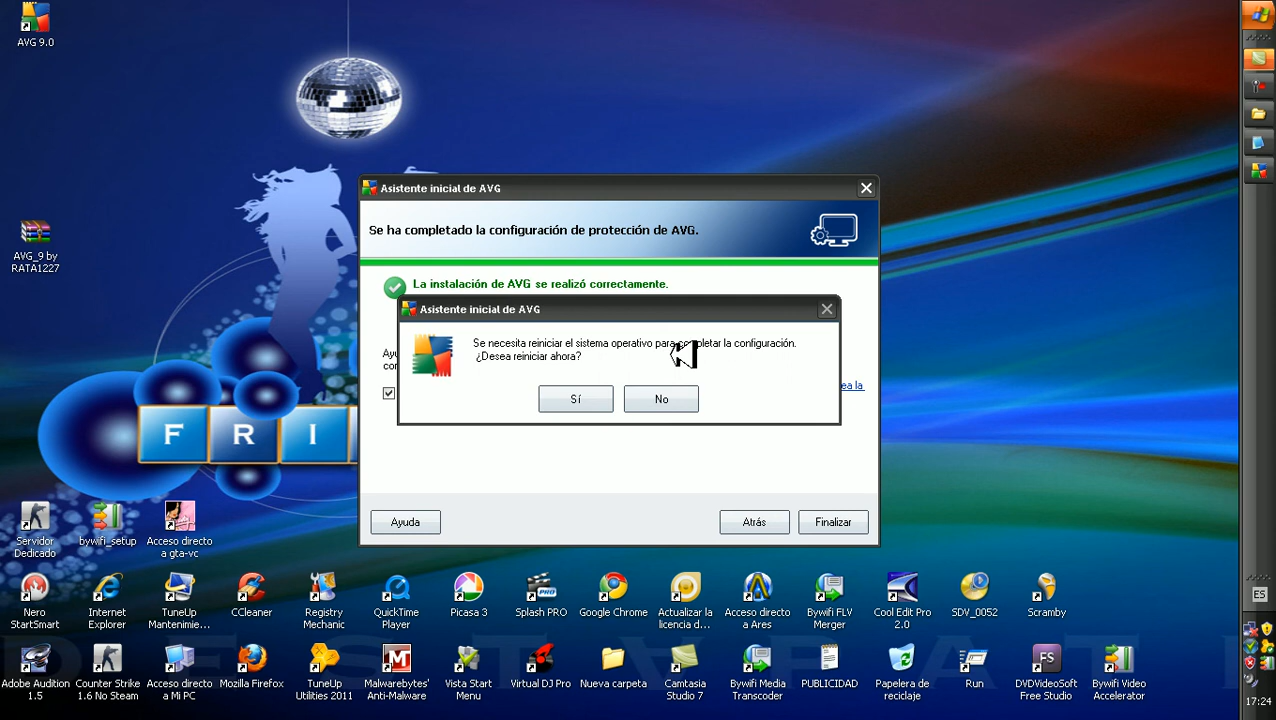 AVG 9.0
AVG_9 by
RATA1227
Asistente inicial de AVG
Se ha completado la configuración de protección de AVG.
La instalación de AVG se realizó correctamente.
Asistente inicial de AVG
Se necesita reiniciar el sistema operativo para completar la configuración.
¿Desea reiniciar ahora?
Sí
No
ea la
Ayuda
Atrás
Finalizar
F R I
Servidor
Dedicado
bywifi_setup
Acceso directo
a gta-vc
Nero
StartSmart
Internet
Explorer
TuneUp
Mantenimie...
CCleaner
Registry
Mechanic
QuickTime
Player
Picasa 3
Splash PRO
Google Chrome
Actualizar la
licencia d...
Acceso directo
a Ares
Bywifi FLV
Merger
Cool Edit Pro
2.0
SDV_0052
Scramby
Adobe Audition
1.5
Counter Strike
1.6 No Steam
Acceso directo
a Mi PC
Mozilla Firefox
TuneUp
Utilities 2011
Malwarebytes'
Anti-Malware
Vista Start
Menu
Virtual DJ Pro
Nueva carpeta
Camtasia
Studio 7
Bywifi Media
Transcoder
PUBLICIDAD
Papelera de
reciclaje
Run
DVDVideoSoft
Free Studio
Bywifi Video
Accelerator
ES
17:24